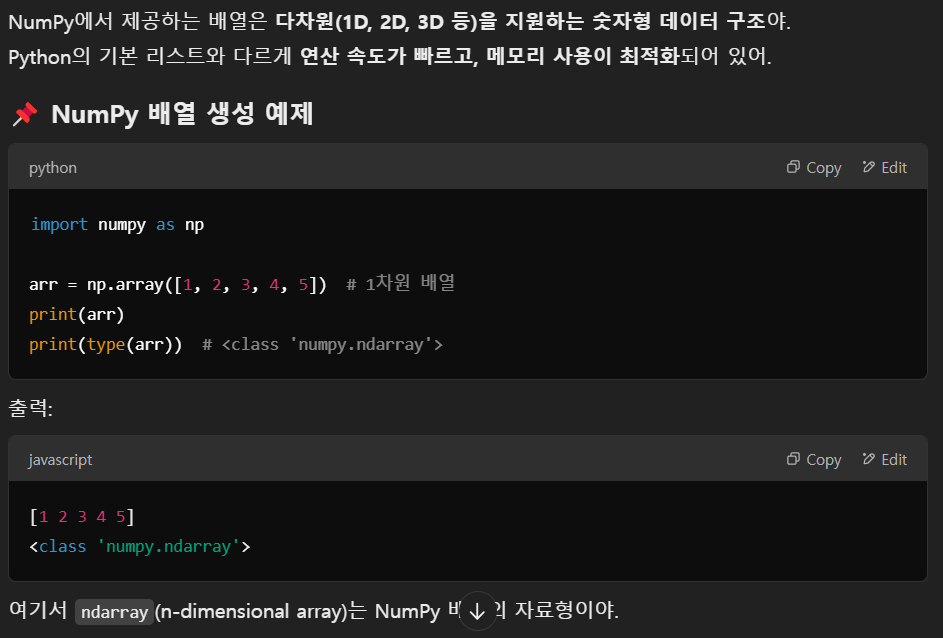 NumPy에서 제공하는 배열은 다차원(1D, 2D, 3D 등)을 지원하는 숫자형 데이터 구조야.
Python의 기본 리스트와 다르게 연산 속도가 빠르고, 메모리 사용이 최적화되어 있어.
📌 NumPy 배열 생성 예제
python Copy Edit
import numpy as np
arr = np.array([1, 2, 3, 4, 5])  # 1차원 배열
print(arr)
print(type(arr))  # <class 'numpy.ndarray'>
출력:
javascript Copy Edit
[1 2 3 4 5]
<class 'numpy.ndarray'>
여기서 ndarray(n-dimensional array)는 NumPy 자료형이야.